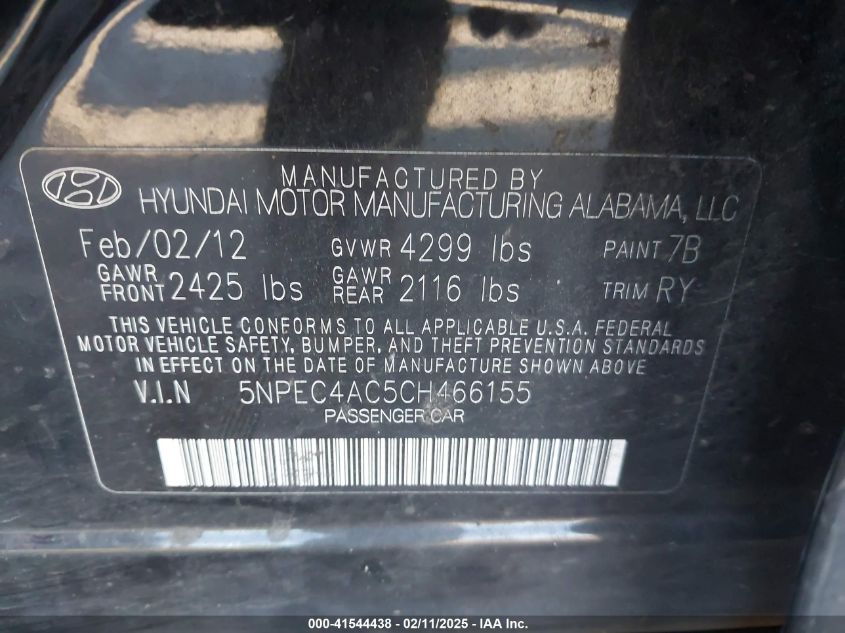 MANUFACTURED BY
HYUNDAI MOTOR MANUFACTURING ALABAMA, LLC
Feb/02/12 GVWR 4299 lbs PAINT 7B
GAWR FRONT 2425 lbs GAWR REAR 2116 lbs TRIM RY
THIS VEHICLE CONFORMS TO ALL APPLICABLE U.S.A. FEDERAL
MOTOR VEHICLE SAFETY, BUMPER, AND THEFT PREVENTION STANDARDS
IN EFFECT ON THE DATE OF MANUFACTURE SHOWN ABOVE.
V.I.N 5NPEC4AC5CH466155
PASSENGER CAR
000-41544438 - 02/11/2025 - IAA Inc.